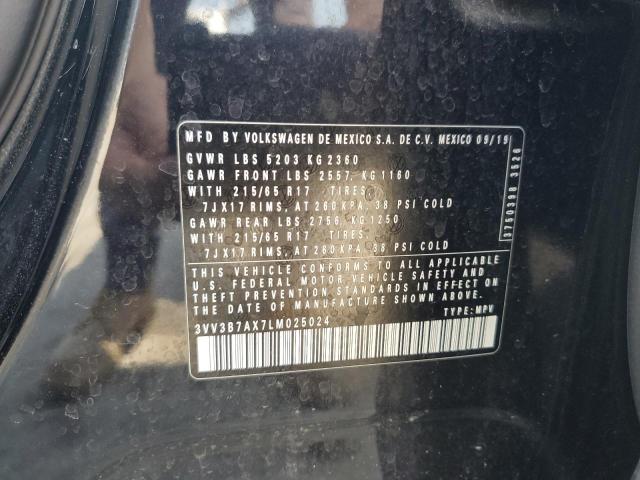 MFD BY VOLKSWAGEN DE MEXICO S.A. DE C.V. MEXICO 09/19
GVWR LBS 5203 KG 2360
GAWR FRONT LBS 2557, KG 1160
WITH 215/65 R17 TIRES
7JX17 RIMS, AT 260 KPA, 38 PSI COLD
GAWR REAR LBS 2756, KG 1250
WITH 215/65 R17 TIRES
7JX17 RIMS, AT 260 KPA, 38 PSI COLD
THIS VEHICLE CONFORMS TO ALL APPLICABLE
U.S. FEDERAL MOTOR VEHICLE SAFETY AND
THEFT PREVENTION STANDARDS IN EFFECT ON
THE DATE OF MANUFACTURE SHOWN ABOVE.
3VV3B7AX7LM025024 TYPE: MPV
3750398 3520